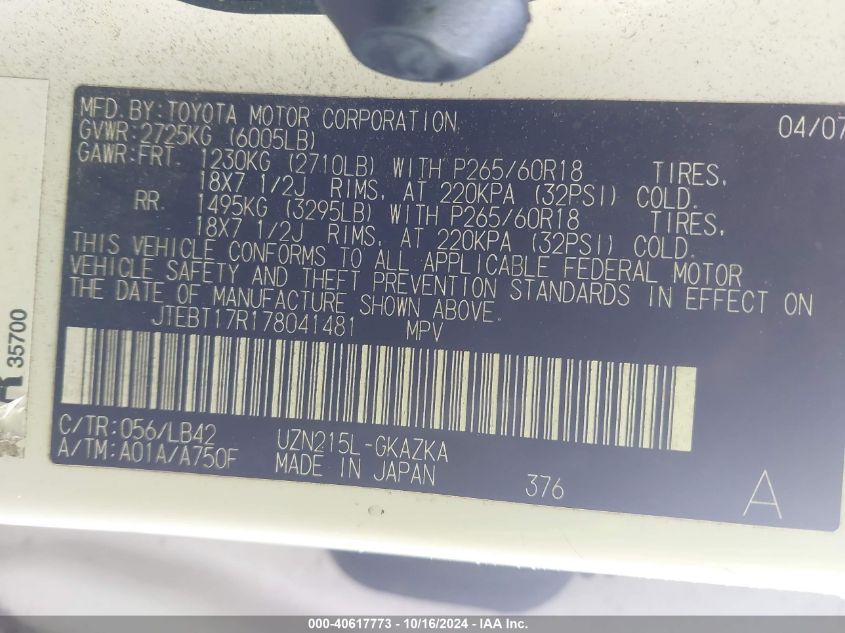 MFD. BY: TOYOTA MOTOR CORPORATION 04/07
GVWR: 2725KG (6005LB)
GAWR: FRT. 1230KG (2710LB) WITH P265/60R18 TIRES,
18X7 1/2J RIMS, AT 220KPA (32PSI) COLD.
RR. 1495KG (3295LB) WITH P265/60R18 TIRES,
18X7 1/2J RIMS, AT 220KPA (32PSI) COLD.
THIS VEHICLE CONFORMS TO ALL APPLICABLE FEDERAL MOTOR
VEHICLE SAFETY AND THEFT PREVENTION STANDARDS IN EFFECT ON
THE DATE OF MANUFACTURE SHOWN ABOVE.
JTEBT17R178041481 MPV
C/TR: 056/LB42 UZN215L-GKAZKA
A/TM: A01A/A750F MADE IN JAPAN 376 A
R 35700
000-40617773 - 10/16/2024 - IAA Inc.